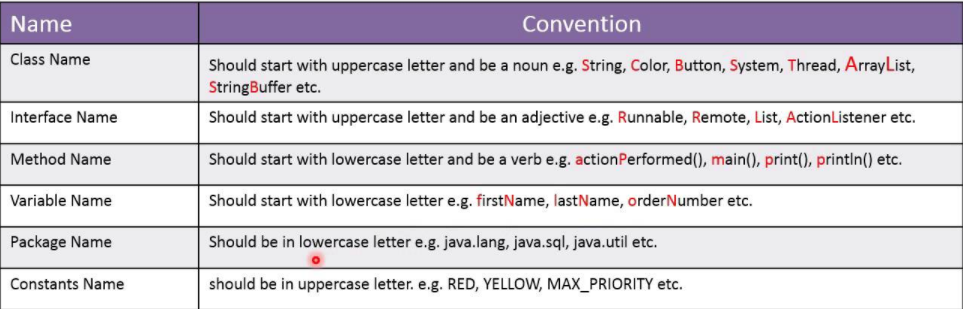 Name Convention
Class Name Should start with uppercase letter and be a noun e.g. String, Color, Button, System, Thread, ArrayList,
StringBuffer etc.
Interface Name Should start with uppercase letter and be an adjective e.g. Runnable, Remote, List, ActionListener etc.
Method Name Should start with lowercase letter and be a verb e.g. actionPerformed(), main(), print(), println() etc.
Variable Name Should start with lowercase letter e.g. firstName, lastName, orderNumber etc.
Package Name Should be in lowercase letter e.g. java.lang, java.sql, java.util etc.
Constants Name should be in uppercase letter. e.g. RED, YELLOW, MAX_PRIORITY etc.